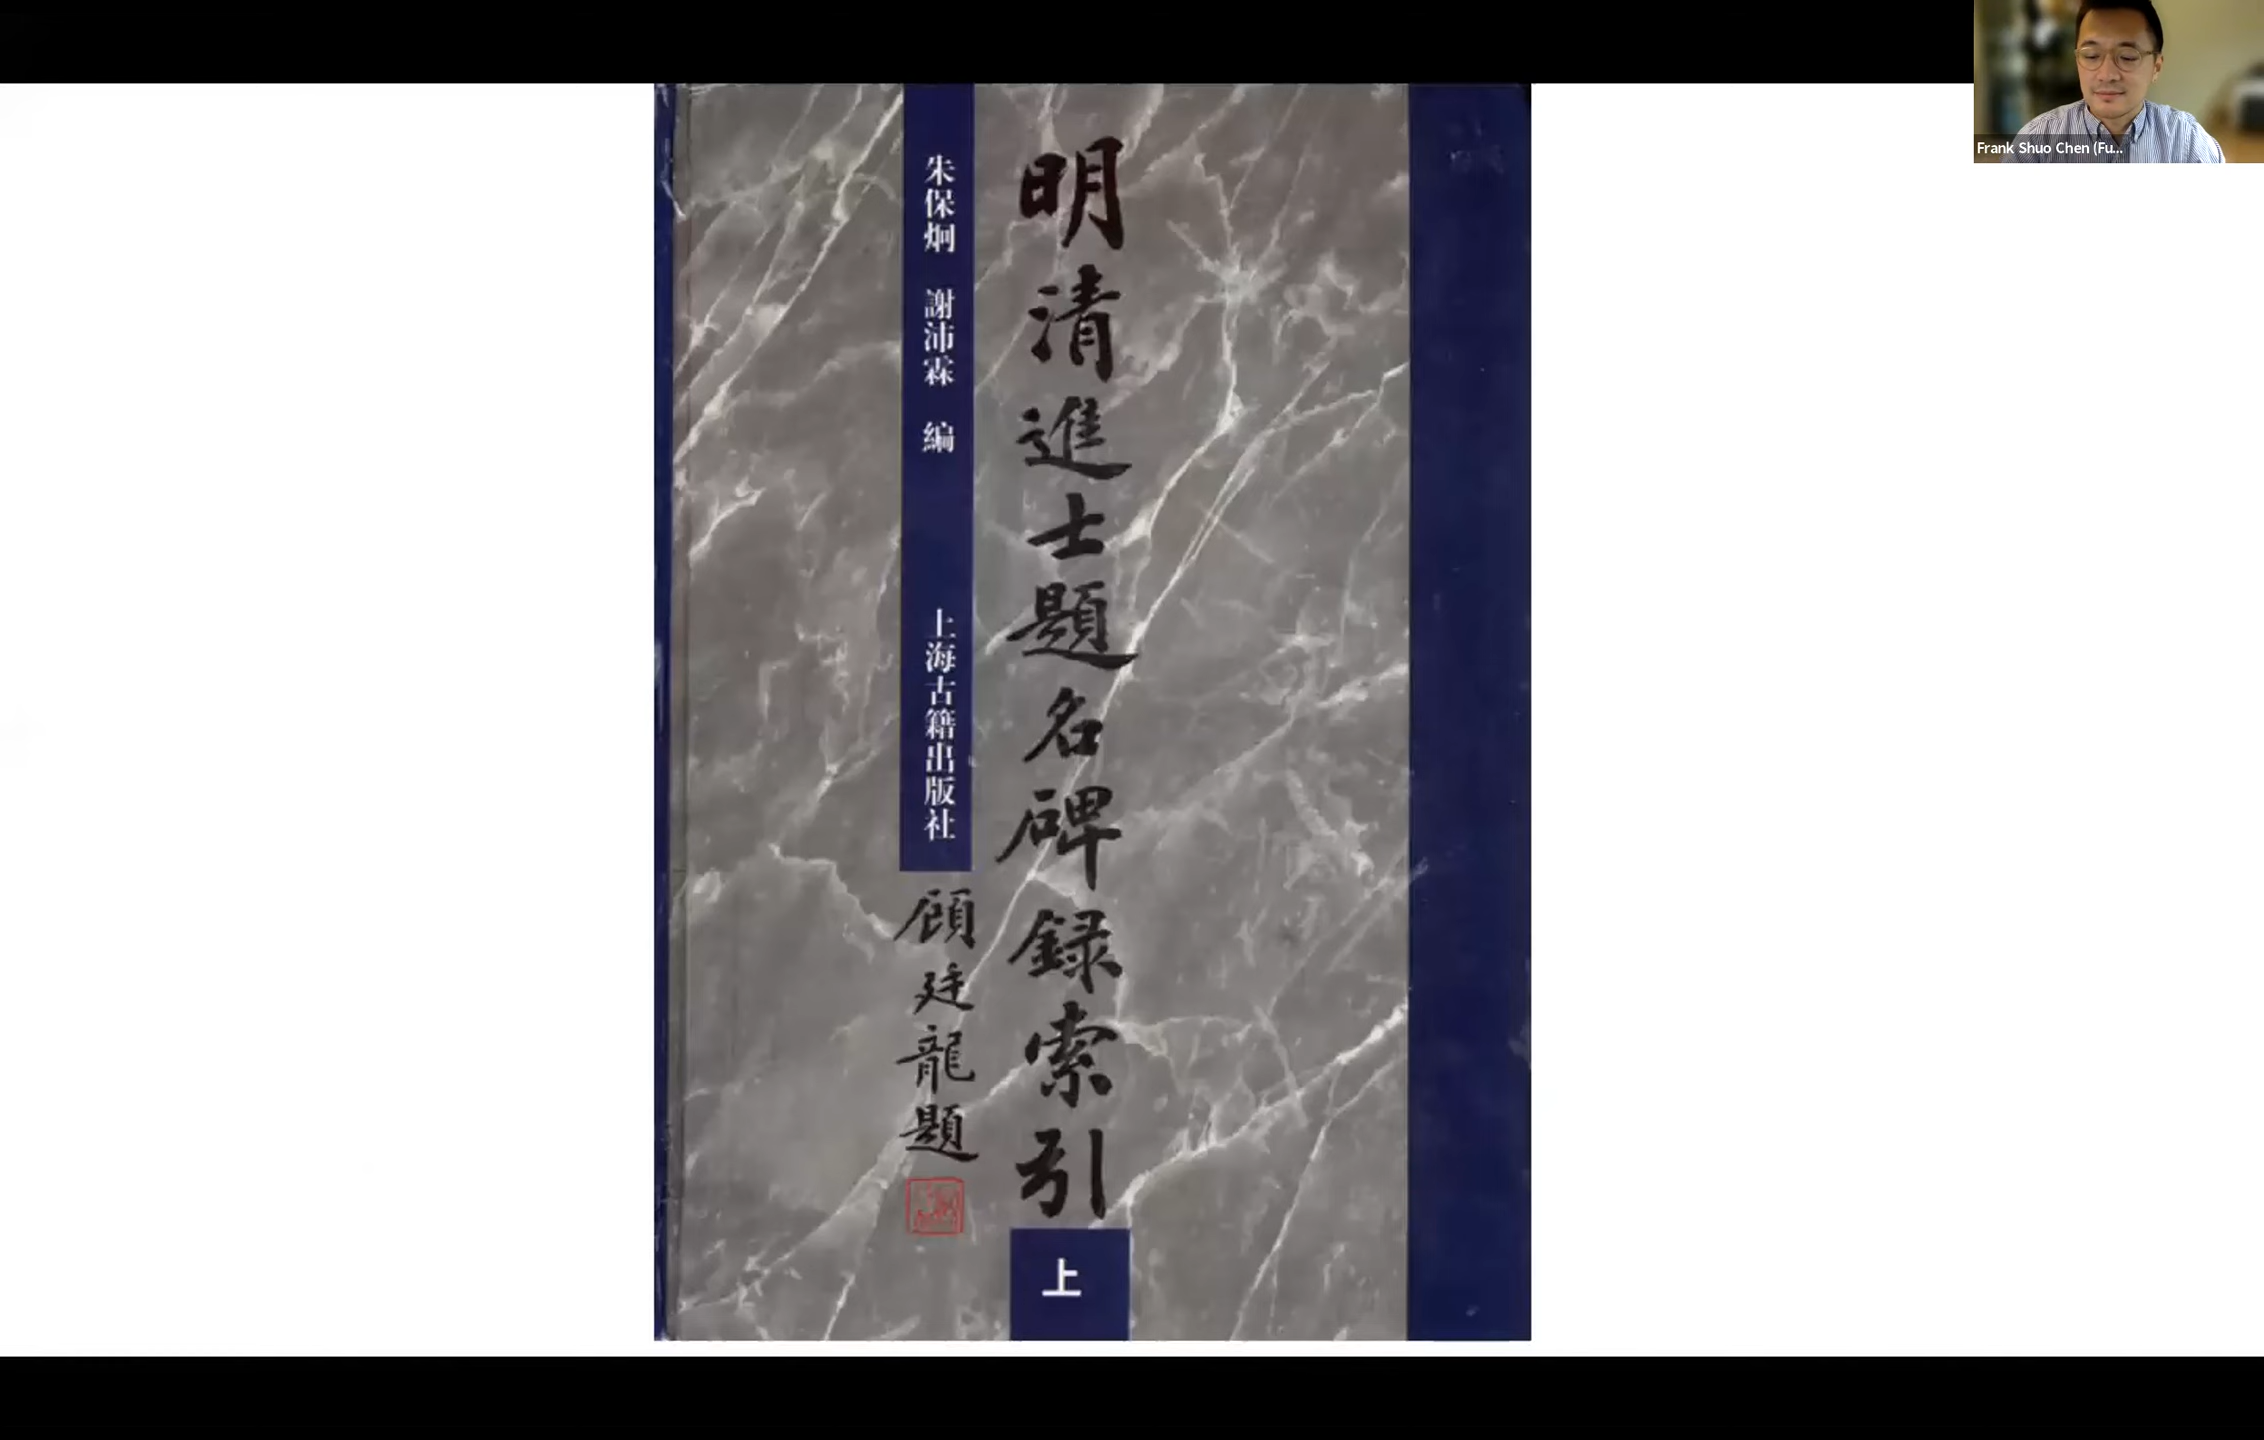 明清進士題名碑録索引
上
朱保炯 謝沛霖 編
上海古籍出版社
顧廷龍題
Frank Shuo Chen (Fu...